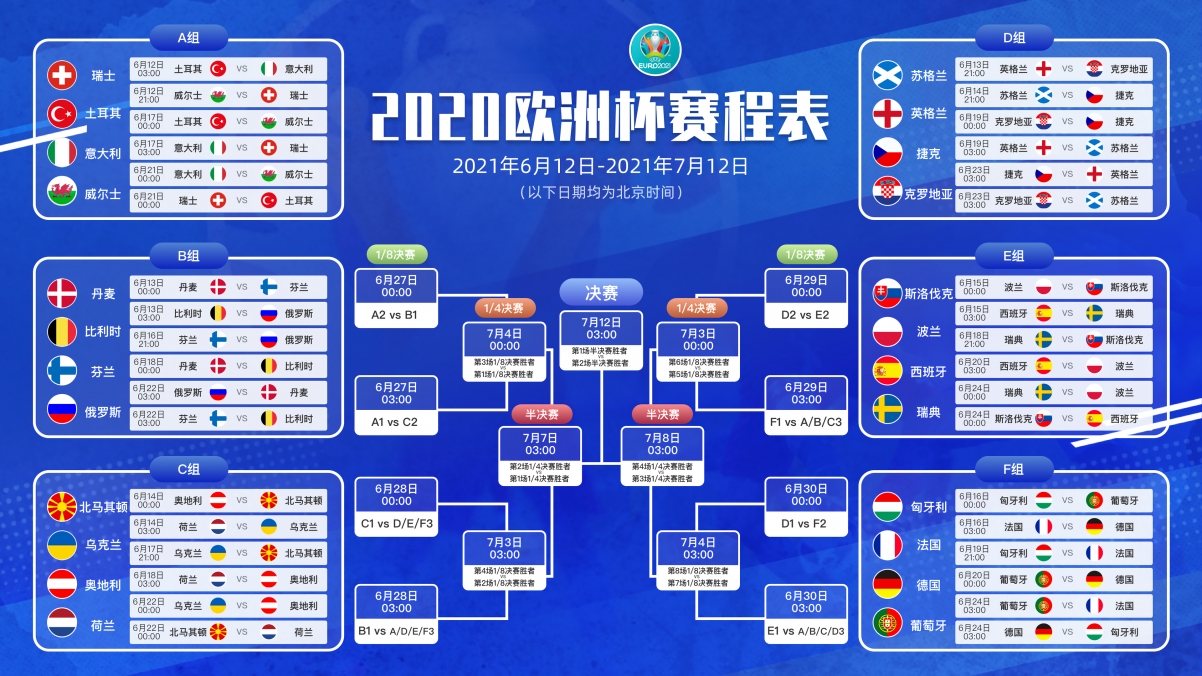 EURO2021
2020欧洲杯赛程表
2021年6月12日-2021年7月12日
(以下日期均为北京时间)
A组
瑞士
土耳其
意大利
威尔士
6月12日 03:00 土耳其 VS 意大利
6月12日 21:00 威尔士 VS 瑞士
6月17日 00:00 土耳其 VS 威尔士
6月17日 03:00 意大利 VS 瑞士
6月21日 00:00 意大利 VS 威尔士
6月21日 00:00 瑞士 VS 土耳其
B组
丹麦
比利时
芬兰
俄罗斯
6月13日 00:00 丹麦 VS 芬兰
6月13日 03:00 比利时 VS 俄罗斯
6月16日 21:00 芬兰 VS 俄罗斯
6月18日 00:00 丹麦 VS 比利时
6月22日 03:00 俄罗斯 VS 丹麦
6月22日 03:00 芬兰 VS 比利时
C组
北马其顿
乌克兰
奥地利
荷兰
6月14日 00:00 奥地利 VS 北马其顿
6月14日 03:00 荷兰 VS 乌克兰
6月17日 21:00 乌克兰 VS 北马其顿
6月18日 03:00 荷兰 VS 奥地利
6月22日 00:00 乌克兰 VS 奥地利
6月22日 00:00 北马其顿 VS 荷兰
1/8决赛
6月27日
00:00
A2 vs B1
6月27日
03:00
A1 vs C2
6月28日
00:00
C1 vs D/E/F3
6月28日
03:00
B1 vs A/D/E/F3
1/4决赛
7月4日
00:00
第3场1/8决赛胜者
vs
第1场1/8决赛胜者
7月3日
03:00
第4场1/8决赛胜者
vs
第2场1/8决赛胜者
半决赛
7月7日
03:00
第2场1/4决赛胜者
vs
第1场1/4决赛胜者
决赛
7月12日
03:00
第1场半决赛胜者
vs
第2场半决赛胜者
半决赛
7月8日
03:00
第4场1/4决赛胜者
vs
第3场1/4决赛胜者
1/4决赛
7月3日
00:00
第6场1/8决赛胜者
vs
第5场1/8决赛胜者
7月4日
03:00
第8场1/8决赛胜者
vs
第7场1/8决赛胜者
1/8决赛
6月29日
00:00
D2 vs E2
6月29日
03:00
F1 vs A/B/C3
6月30日
00:00
D1 vs F2
6月30日
03:00
E1 vs A/B/C/D3
D组
苏格兰
英格兰
捷克
克罗地亚
6月13日 21:00 英格兰 VS 克罗地亚
6月14日 21:00 苏格兰 VS 捷克
6月19日 00:00 克罗地亚 VS 捷克
6月19日 03:00 英格兰 VS 苏格兰
6月23日 03:00 捷克 VS 英格兰
6月23日 03:00 克罗地亚 VS 苏格兰
E组
斯洛伐克
波兰
西班牙
瑞典
6月15日 00:00 波兰 VS 斯洛伐克
6月15日 03:00 西班牙 VS 瑞典
6月18日 21:00 瑞典 VS 斯洛伐克
6月20日 03:00 西班牙 VS 波兰
6月24日 00:00 瑞典 VS 波兰
6月24日 00:00 斯洛伐克 VS 西班牙
F组
匈牙利
法国
德国
葡萄牙
6月16日 00:00 匈牙利 VS 葡萄牙
6月16日 03:00 法国 VS 德国
6月19日 21:00 匈牙利 VS 法国
6月20日 00:00 葡萄牙 VS 德国
6月24日 03:00 葡萄牙 VS 法国
6月24日 03:00 德国 VS 匈牙利